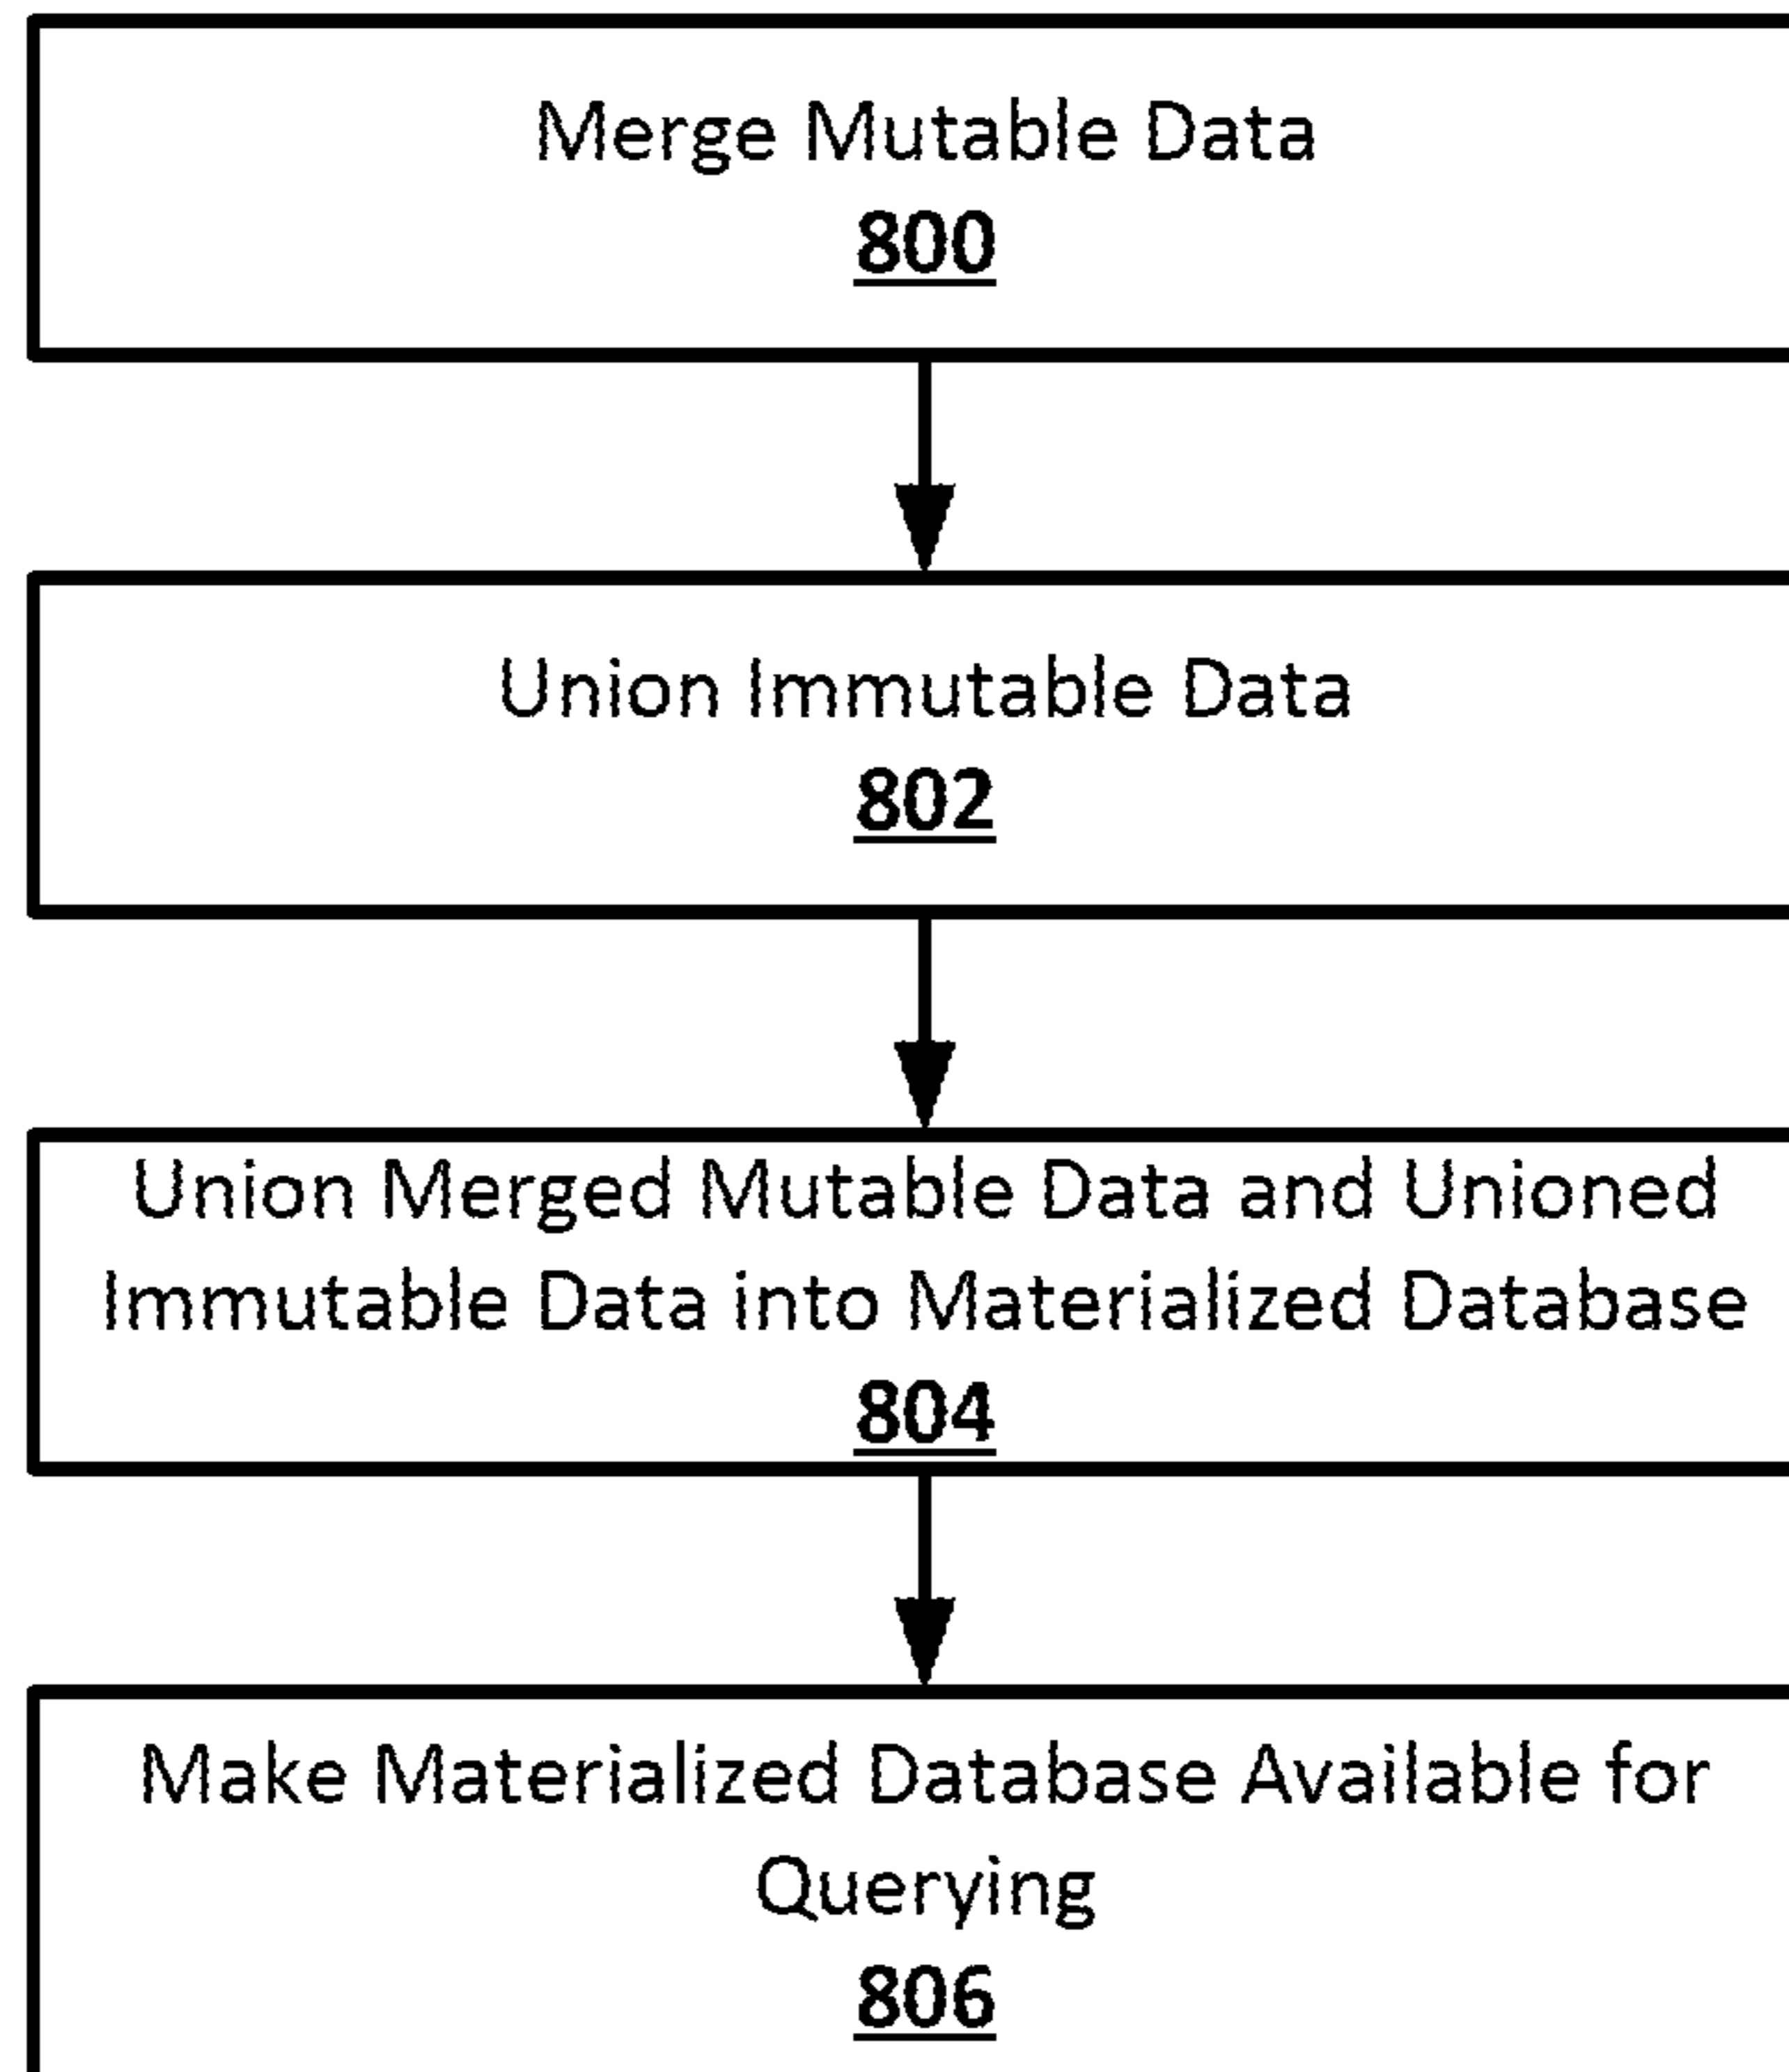 Merge Mutable Data
800
Union Immutable Data
802
Union Merged Mutable Data and Unioned
Immutable Data into Materialized Database
804
Make Materialized Database Available for
Querying
806